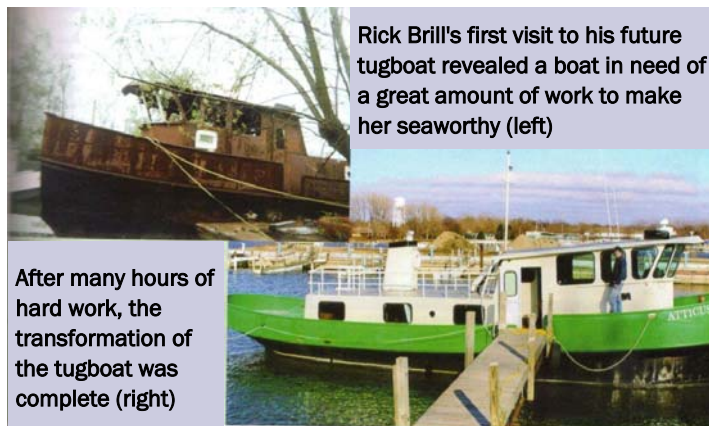 Rick Brill's first visit to his future
tugboat revealed a boat in need of
a great amount of work to make
her seaworthy (left)
After many hours of
hard work, the
transformation of
the tugboat was
complete (right)
ATTICUS